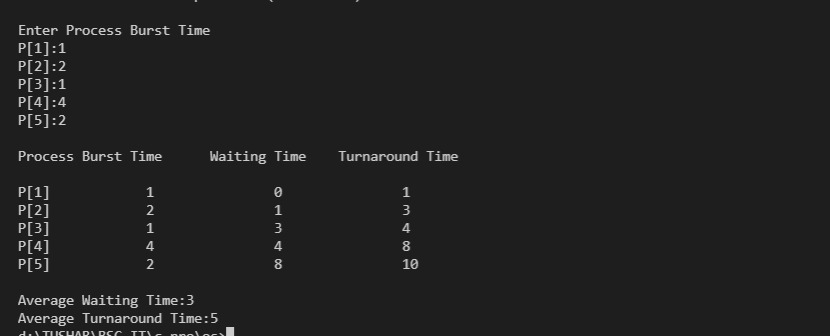 Enter Process Burst Time
P[1]:1
P[2]:2
P[3]:1
P[4]:4
P[5]:2
Process Burst Time Waiting Time Turnaround Time
P[1] 1 0 1
P[2] 2 1 3
P[3] 1 3 4
P[4] 4 4 8
P[5] 2 8 10
Average Waiting Time:3
Average Turnaround Time:5